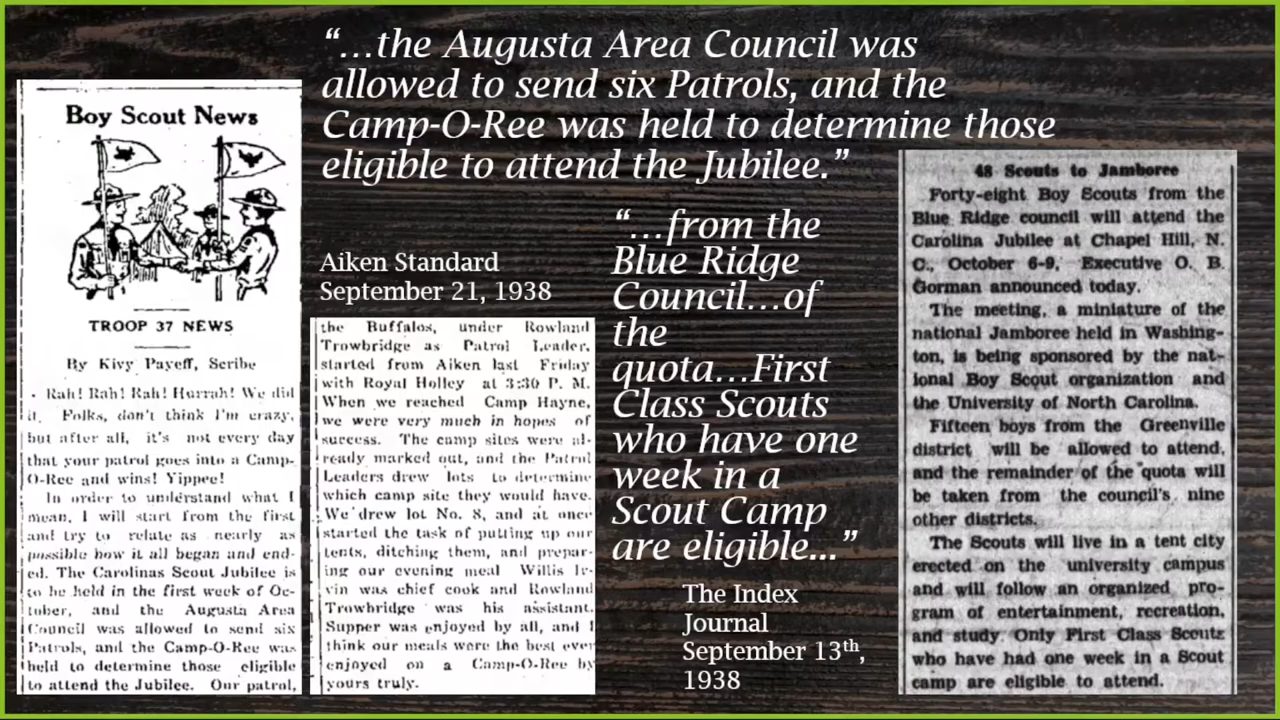 “…the Augusta Area Council was
allowed to send six Patrols, and the
Camp-O-Ree was held to determine those
eligible to attend the Jubilee.”
Aiken Standard
September 21, 1938
Boy Scout News
TROOP 37 NEWS
By Kivy Payeff, Scribe
Rah! Rah! Rah! Hurrah! We did
it. Folks, don't think I'm crazy,
but after all, it's not every day
that your patrol goes into a Camp-
O-Ree and wins! Yippee!
In order to understand what I
mean, I will start from the first
and try to relate as nearly as
possible how it all began and end-
ed. The Carolinas Scout Jubilee is
to be held in the first week of Oc-
tober, and the Augusta Area
Council was allowed to send six
Patrols, and the Camp-O-Ree was
held to determine those eligible
to attend the Jubilee. Our patrol,
the Buffalos, under Rowland
Trowbridge as Patrol Leader,
started from Aiken last Friday
with Royal Holley at 3:30 P. M.
When we reached Camp Hayne,
we were very much in hopes of
success. The camp sites were al-
ready marked out, and the Patrol
Leaders drew lots to determine
which camp site they would have.
We drew lot No. 8, and at once
started the task of putting up our
tents, ditching them, and prepar-
ing our evening meal Willis Ir-
vin was chief cook and Rowland
Trowbridge was his assistant.
Supper was enjoyed by all, and I
think our meals were the best ever
enjoyed on a Camp-O-Ree by
yours truly.
“…from the
Blue Ridge
Council…of
the
quota…First
Class Scouts
who have one
week in a
Scout Camp
are eligible…”
The Index
Journal
September 13th,
1938
48 Scouts to Jamboree
Forty-eight Boy Scouts from the
Blue Ridge council will attend the
Carolina Jubilee at Chapel Hill, N.
C., October 6-9, Executive O. B.
Gorman announced today.
The meeting, a miniature of the
national Jamboree held in Washing-
ton, is being sponsored by the nat-
ional Boy Scout organization and
the University of North Carolina.
Fifteen boys from the Greenville
district will be allowed to attend,
and the remainder of the quota will
be taken from the council's nine
other districts.
The Scouts will live in a tent city
erected on the university campus
and will follow an organized pro-
gram of entertainment, recreation,
and study. Only First Class Scouts
who have had one week in a Scout
camp are eligible to attend.